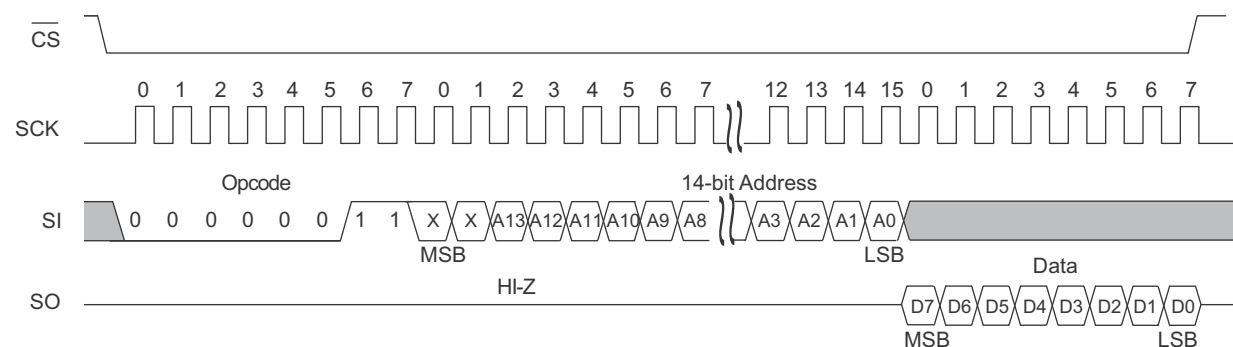 CS
0 1 2 3 4 5 6 7 0 1 2 3 4 5 6 7 12 13 14 15 0 1 2 3 4 5 6 7
SCK
Opcode 14-bit Address
SI 0 0 0 0 0 0 1 1 X X A13 A12 A11 A10 A9 A8 A3 A2 A1 A0
MSB LSB
HI-Z Data
SO D7 D6 D5 D4 D3 D2 D1 D0
MSB LSB